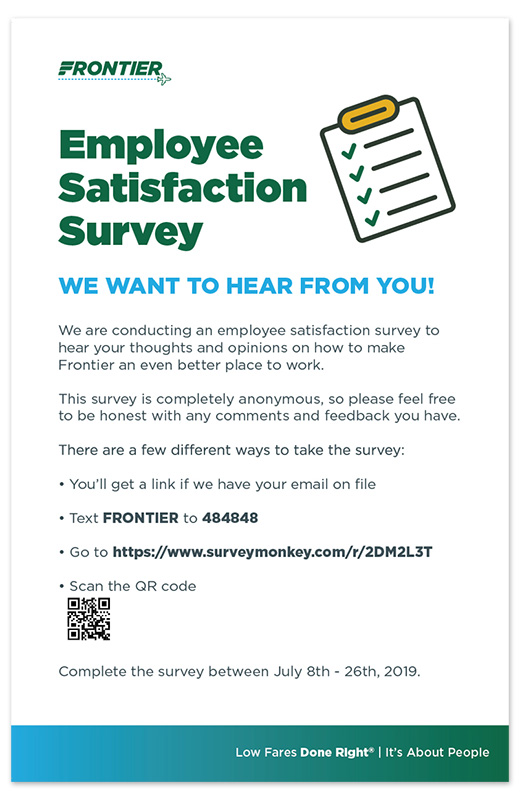 FRONTIER
Employee
Satisfaction
Survey
WE WANT TO HEAR FROM YOU!
We are conducting an employee satisfaction survey to
hear your thoughts and opinions on how to make
Frontier an even better place to work.
This survey is completely anonymous, so please feel free
to be honest with any comments and feedback you have.
There are a few different ways to take the survey:
• You’ll get a link if we have your email on file
• Text FRONTIER to 484848
• Go to https://www.surveymonkey.com/r/2DM2L3T
• Scan the QR code
Complete the survey between July 8th - 26th, 2019.
Low Fares Done Right® | It’s About People